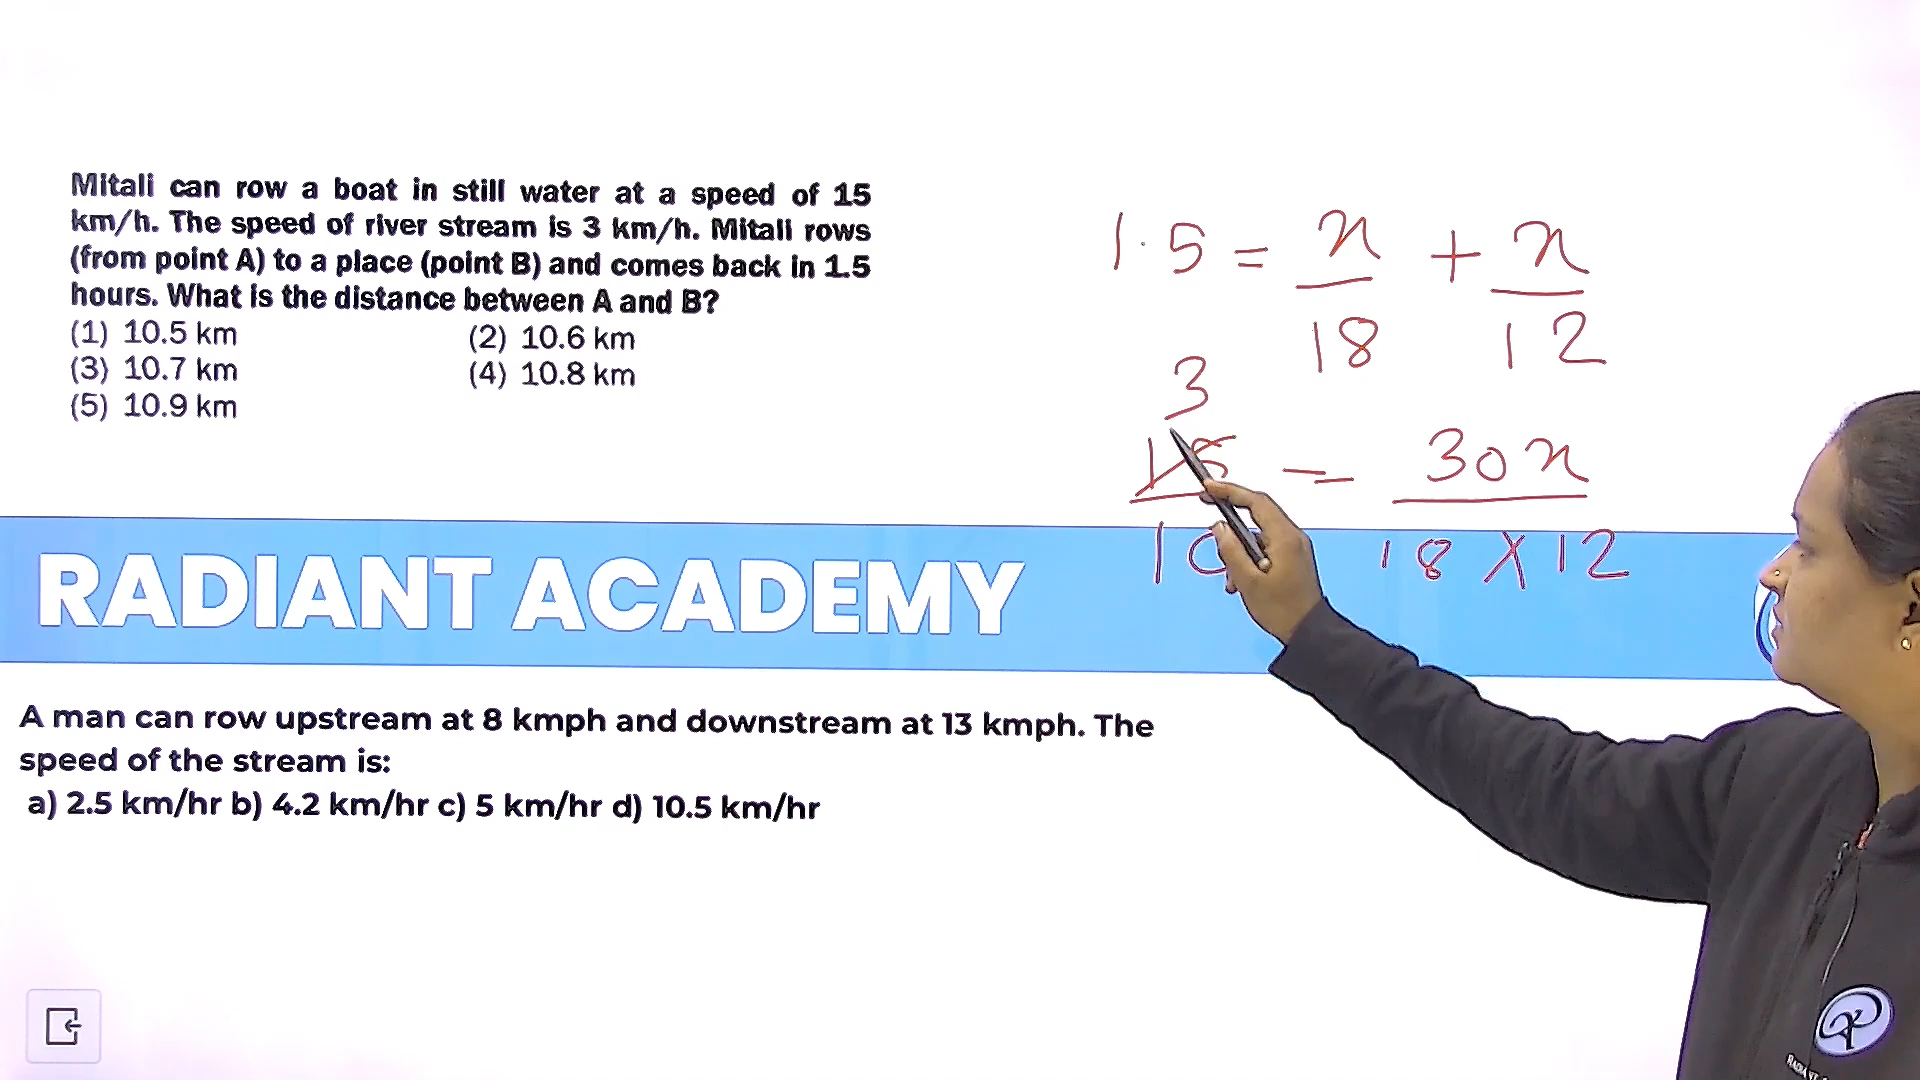 Mitali can row a boat in still water at a speed of 15
km/h. The speed of river stream is 3 km/h. Mitali rows
(from point A) to a place (point B) and comes back in 1.5
hours. What is the distance between A and B?
(1) 10.5 km (2) 10.6 km
(3) 10.7 km (4) 10.8 km
(5) 10.9 km
1.5 = x/18 + x/12
3
15/10 = 30x/18 X 12
RADIANT ACADEMY
A man can row upstream at 8 kmph and downstream at 13 kmph. The
speed of the stream is:
a) 2.5 km/hr b) 4.2 km/hr c) 5 km/hr d) 10.5 km/hr